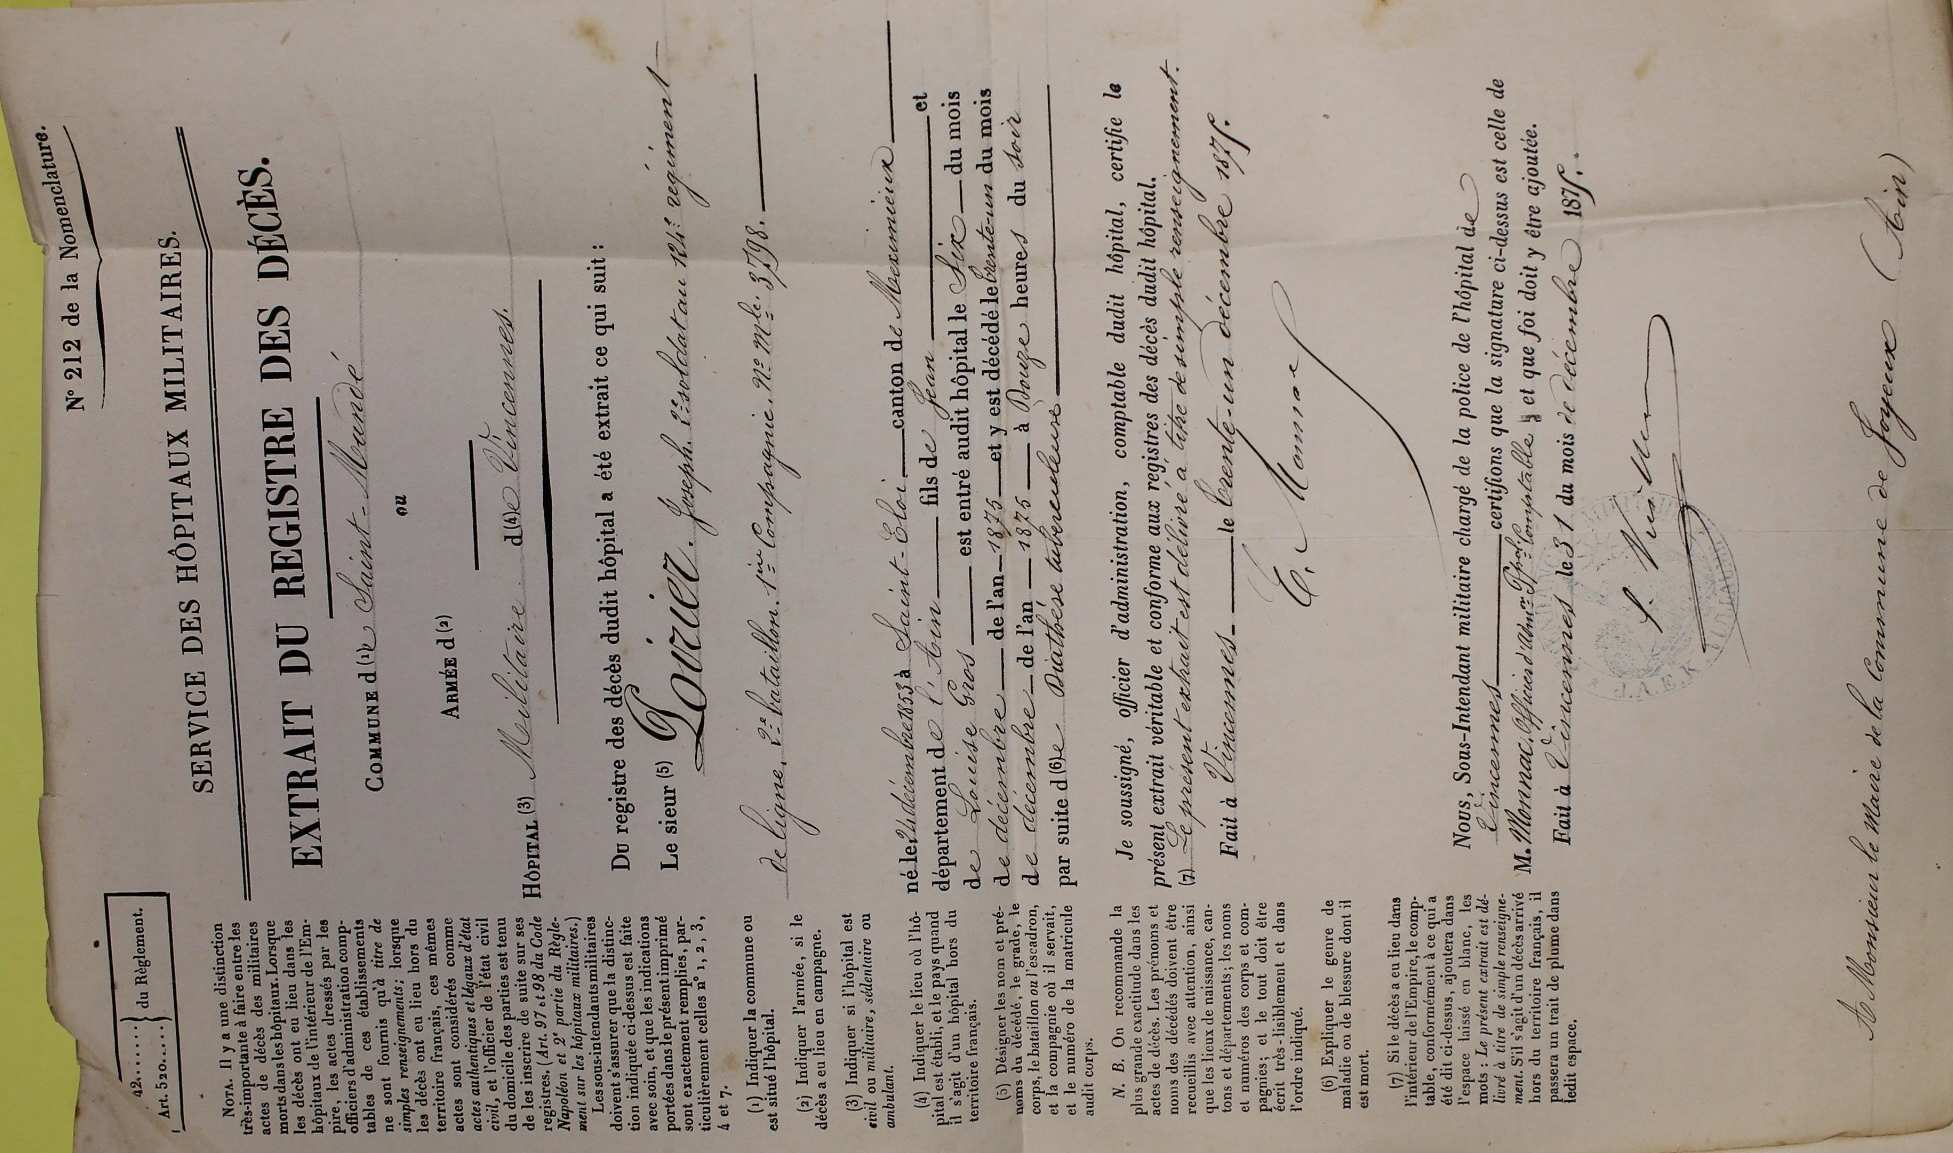 N° 212 de la Nomenclature.
42........ } du Règlement.
Art. 520.... }
SERVICE DES HÔPITAUX MILITAIRES.
EXTRAIT DU REGISTRE DES DÉCÈS.
COMMUNE d (1) e Saint-Mandé
ou
ARMÉE d (2)
HÔPITAL (3) Militaire d (4) e Vincennes.
DU registre des décès dudit hôpital a été extrait ce qui suit :
Le sieur (5) Poirier. Joseph. 2e soldat au 124e régiment
de ligne, 2e bataillon. 1ère Compagnie. No Mle. 3798.
né le 24 décembre 1853 à Saint-Eloi canton de Meximieux
département de l'Ain fils de Jean et
de Louise Gros est entré audit hôpital le Six du mois
de décembre de l'an 1875 et y est décédé le trente-un du mois
de décembre de l'an 1875 à Douze heures du soir
par suite d (6) e Diathèse tuberculeuse
Je soussigné, officier d'administration, comptable dudit hôpital, certifie le
présent extrait véritable et conforme aux registres des décès dudit hôpital.
(7) Le présent extrait est délivré à titre de simple renseignement.
Fait à Vincennes le trente-un décembre 1875.
E. Monnac
Nous, Sous-Intendant militaire chargé de la police de l'hôpital de
Vincennes certifions que la signature ci-dessus est celle de
M. Monnac, Officier d'Admon Ppal Comptable et que foi doit y être ajoutée.
Fait à Vincennes le 31 du mois de décembre 1875.
A Monsieur le Maire de la Commune de Joyeux (Ain)
NOTA. Il y a une distinction
très-importante à faire entre les
actes de décès des militaires
morts dans les hôpitaux. Lorsque
les décès ont eu lieu dans les
hôpitaux de l'intérieur de l'Em-
pire, les actes dressés par les
officiers d'administration comp-
tables de ces établissements
ne sont fournis qu'à titre de
simples renseignements; lorsque
les décès ont eu lieu hors du
territoire français, ces mêmes
actes sont considérés comme
actes authentiques et légaux d'état
civil, et l'officier de l'état civil
du domicile des parties est tenu
de les inscrire de suite sur ses
registres. (Art. 97 et 98 du Code
Napoléon et 2e partie du Règle-
ment sur les hôpitaux militaires.)
Les sous-intendants militaires
doivent s'assurer que la distinc-
tion indiquée ci-dessus est faite
avec soin, et que les indications
portées dans le présent imprimé
sont exactement remplies, par-
ticulièrement celles nos 1, 2, 3,
4 et 7.
(1) Indiquer la commune ou
est situé l'hôpital.
(2) Indiquer l'armée, si le
décès a eu lieu en campagne.
(3) Indiquer si l'hôpital est
civil ou militaire, sédentaire ou
ambulant.
(4) Indiquer le lieu où l'hô-
pital est établi, et le pays quand
il s'agit d'un hôpital hors du
territoire français.
(5) Désigner les nom et pré-
noms du décédé, le grade, le
corps, le bataillon ou l'escadron,
et la compagnie où il servait,
et le numéro de la matricule
audit corps.
N. B. On recommande la
plus grande exactitude dans les
actes de décès. Les prénoms et
noms des décédés doivent être
recueillis avec attention, ainsi
que les lieux de naissance, can-
tons et départements; les noms
et numéros des corps et com-
pagnies; et le tout doit être
écrit très-lisiblement et dans
l'ordre indiqué.
(6) Expliquer le genre de
maladie ou de blessure dont il
est mort.
(7) Si le décès a eu lieu dans
l'intérieur de l'Empire, le comp-
table, conformément à ce qui a
été dit ci-dessus, ajoutera dans
l'espace laissé en blanc, les
mots : Le présent extrait est dé-
livré à titre de simple renseigne-
ment. S'il s'agit d'un décès arrivé
hors du territoire français, il
passera un trait de plume dans
ledit espace.